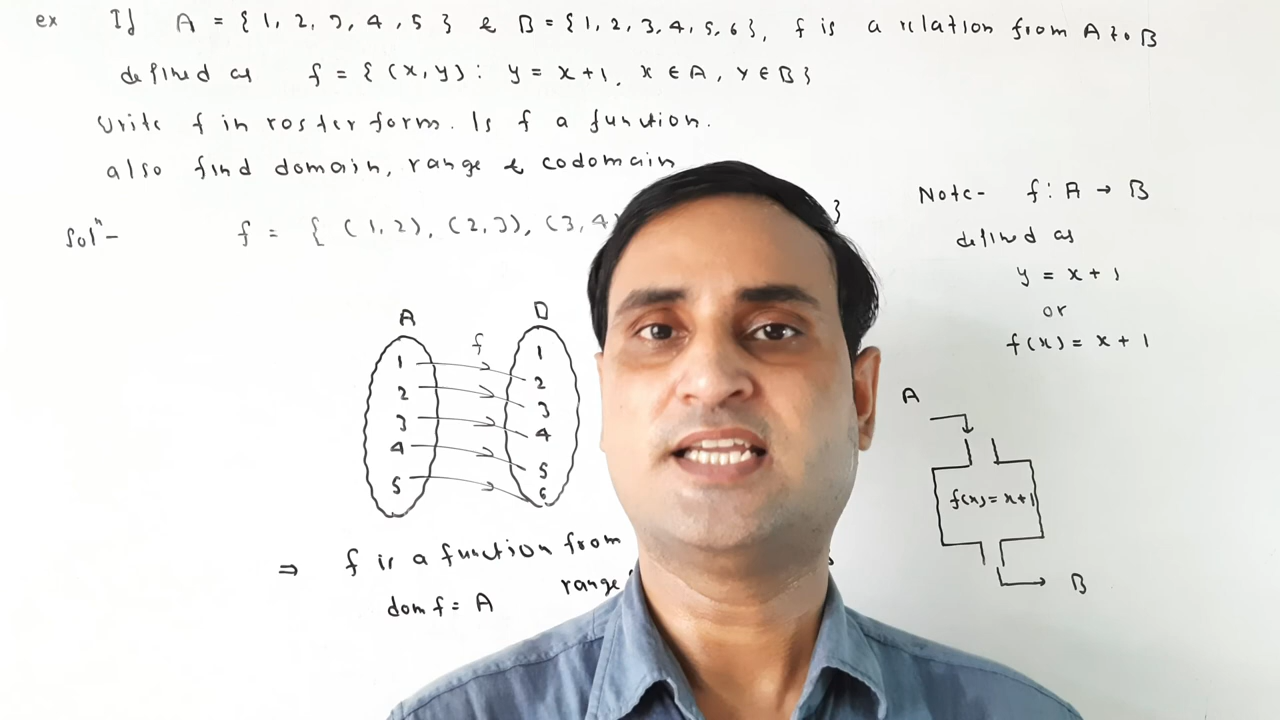 ex If A = { 1, 2, 3, 4, 5 } & B = { 1, 2, 3, 4, 5, 6 }, f is a relation from A to B
defined as f = { (x, y) : y = x + 1, x ∈ A, y ∈ B }
write f in roster form. Is f a function.
also find domain, range & codomain
Solⁿ - f = { (1, 2), (2, 3), (3, 4) }
A B
f
1 1
2 2
3 3
4 4
5 5
6
⇒ f is a function from
dom f = A range
Note - f : A → B
defined as
y = x + 1
or
f(x) = x + 1
A
f(x) = x + 1
B